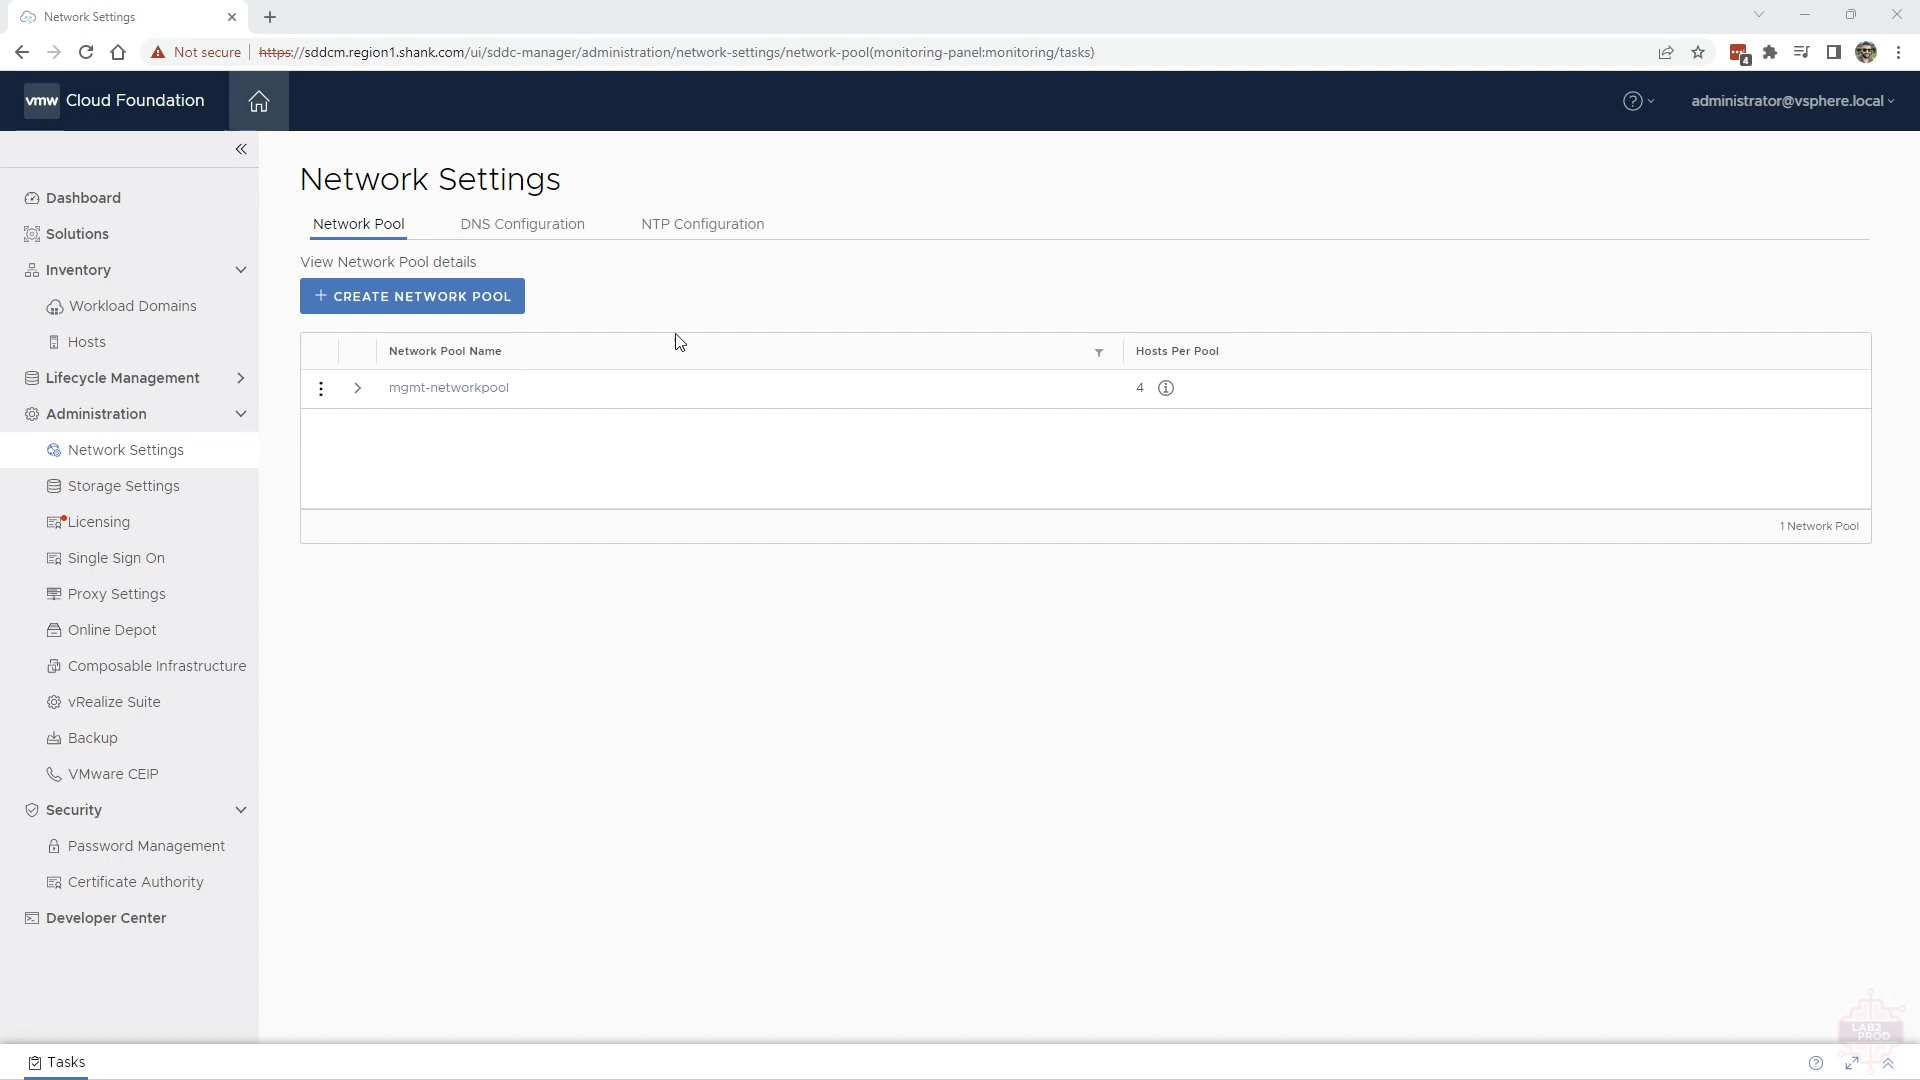 Network Settings
Not secure
https://sddcm.region1.shank.com/ui/sddc-manager/administration/network-settings/network-pool(monitoring-panel:monitoring/tasks)
4
vmw Cloud Foundation
administrator@vsphere.local
Dashboard
Solutions
Inventory
Workload Domains
Hosts
Lifecycle Management
Administration
Network Settings
Storage Settings
Licensing
Single Sign On
Proxy Settings
Online Depot
Composable Infrastructure
vRealize Suite
Backup
VMware CEIP
Security
Password Management
Certificate Authority
Developer Center
Network Settings
Network Pool
DNS Configuration
NTP Configuration
View Network Pool details
+ CREATE NETWORK POOL
Network Pool Name
Hosts Per Pool
mgmt-networkpool
4
1 Network Pool
LAB2
PROD
Tasks